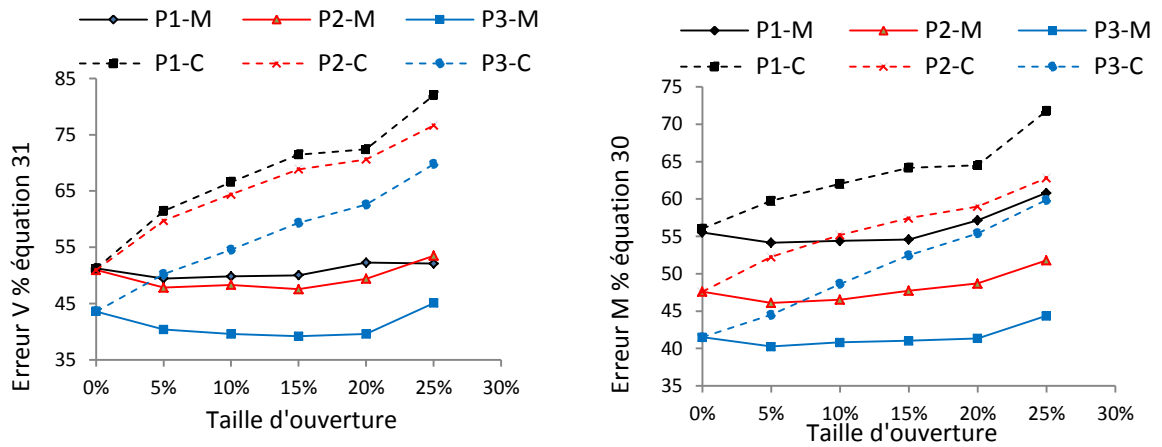 P1-M P2-M P3-M
P1-C P2-C P3-C
85
75
65
55
45
35
Erreur V % équation 31
0% 5% 10% 15% 20% 25% 30%
Taille d'ouverture
P1-M P2-M P3-M
P1-C P2-C P3-C
75
70
65
60
55
50
45
40
35
Erreur M % équation 30
0% 5% 10% 15% 20% 25% 30%
Taille d'ouverture